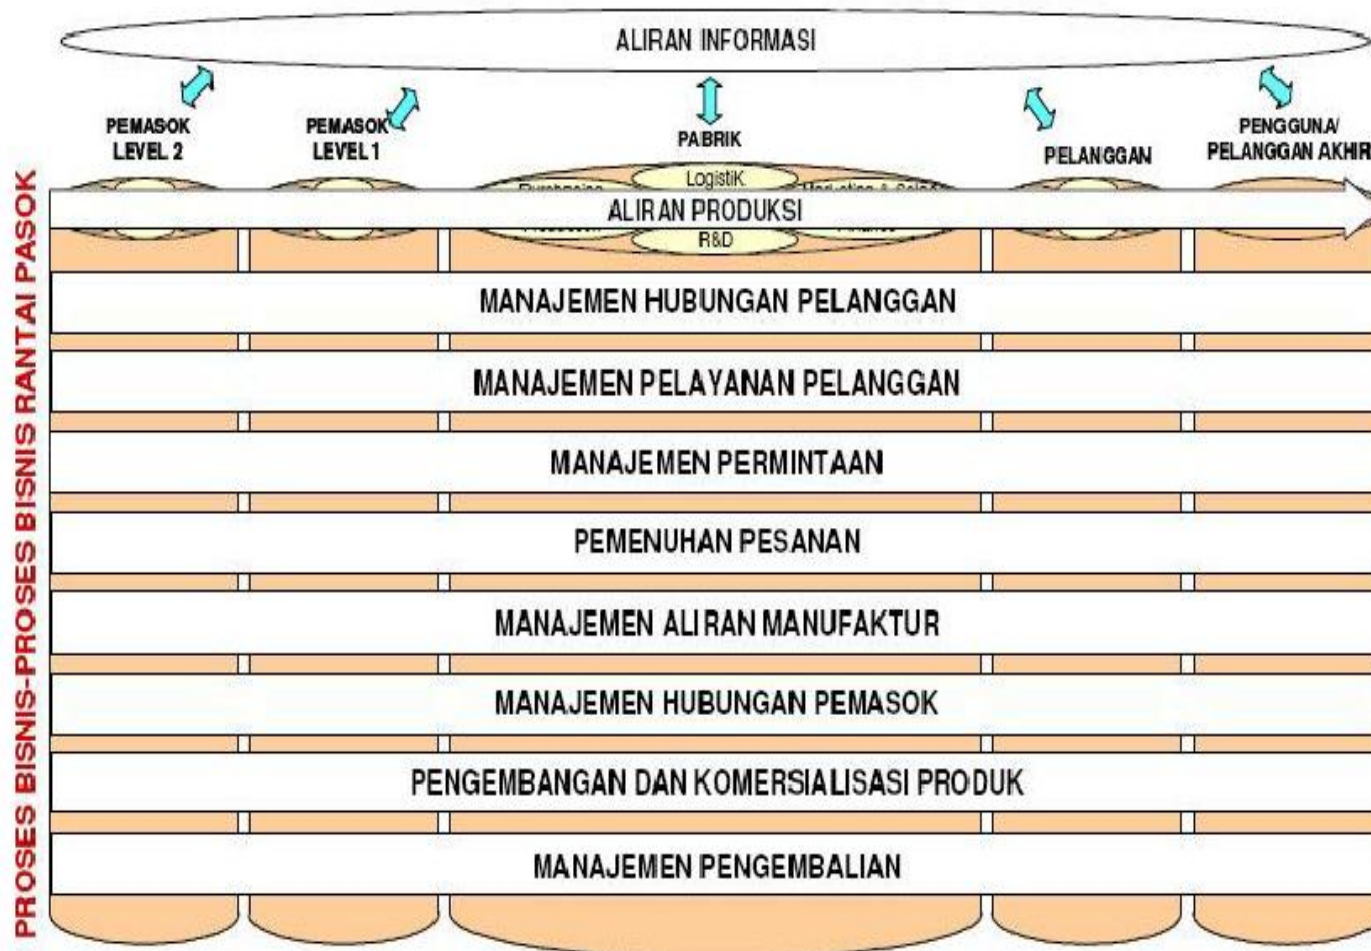 ALIRAN INFORMASI
PEMASOK
LEVEL 2
PEMASOK
LEVEL 1
PABRIK
PELANGGAN
PENGGUNA/
PELANGGAN AKHIR
LogistiK
ALIRAN PRODUKSI
R&D
PROSES BISNIS-PROSES BISNIS RANTAI PASOK
MANAJEMEN HUBUNGAN PELANGGAN
MANAJEMEN PELAYANAN PELANGGAN
MANAJEMEN PERMINTAAN
PEMENUHAN PESANAN
MANAJEMEN ALIRAN MANUFAKTUR
MANAJEMEN HUBUNGAN PEMASOK
PENGEMBANGAN DAN KOMERSIALISASI PRODUK
MANAJEMEN PENGEMBALIAN